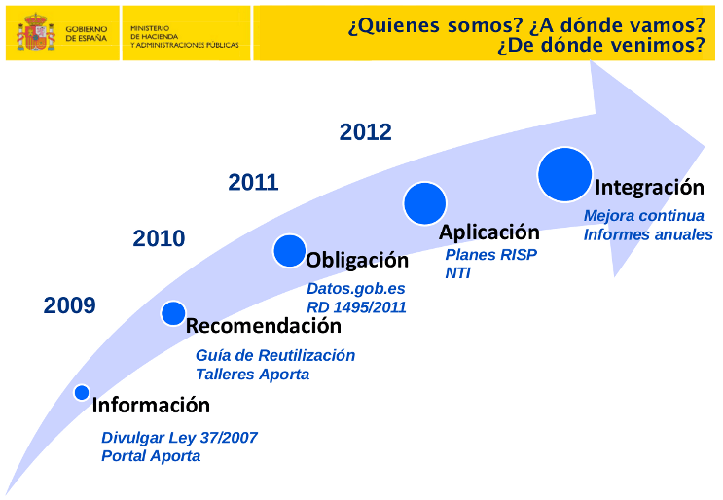 GOBIERNO
DE ESPAÑA
MINISTERIO
DE HACIENDA
Y ADMINISTRACIONES PÚBLICAS
¿Quienes somos? ¿A dónde vamos?
¿De dónde venimos?
2012
2011
2010
2009
Integración
Mejora continua
Informes anuales
Aplicación
Planes RISP
NTI
Obligación
Datos.gob.es
RD 1495/2011
Recomendación
Guía de Reutilización
Talleres Aporta
Información
Divulgar Ley 37/2007
Portal Aporta